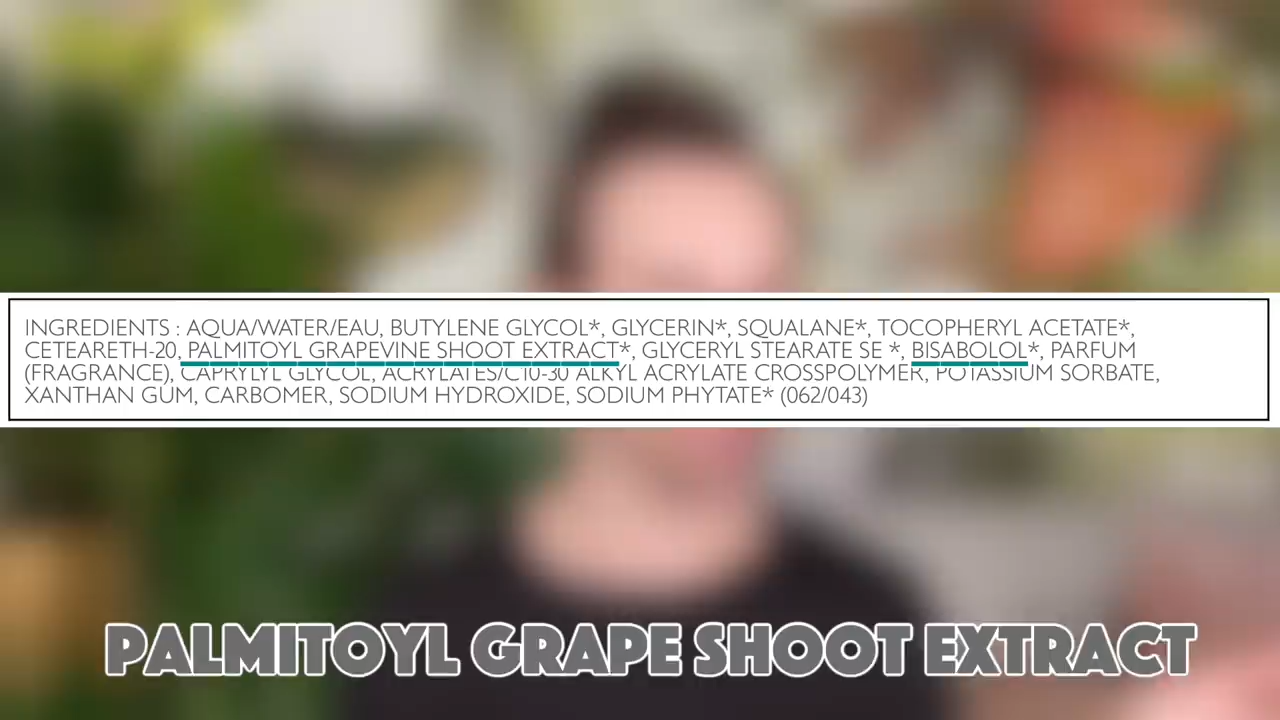 INGREDIENTS : AQUA/WATER/EAU, BUTYLENE GLYCOL*, GLYCERIN*, SQUALANE*, TOCOPHERYL ACETATE*,
CETEARETH-20, PALMITOYL GRAPEVINE SHOOT EXTRACT*, GLYCERYL STEARATE SE *, BISABOLOL*, PARFUM
(FRAGRANCE), CAPRYLYL GLYCOL, ACRYLATES/C10-30 ALKYL ACRYLATE CROSSPOLYMER, POTASSIUM SORBATE,
XANTHAN GUM, CARBOMER, SODIUM HYDROXIDE, SODIUM PHYTATE* (062/043)
PALMITOYL GRAPE SHOOT EXTRACT